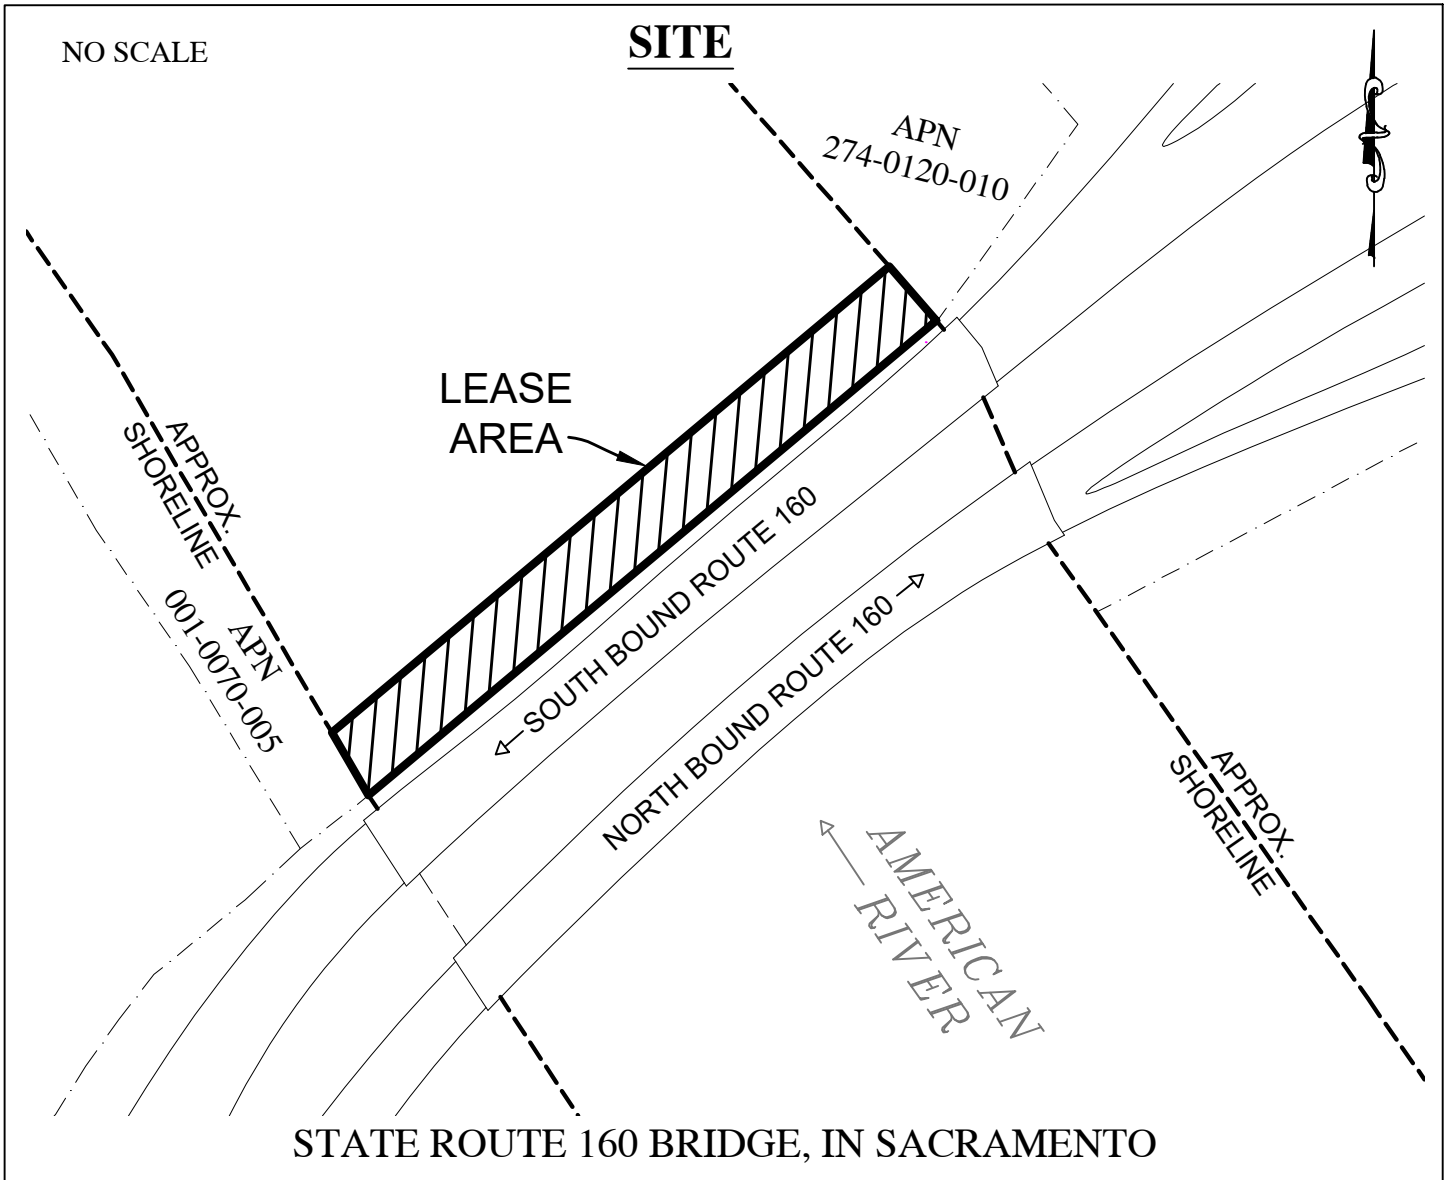 NO SCALE
SITE
APN
274-0120-010
LEASE
AREA
APPROX.
SHORELINE
APN
001-0070-005
SOUTH BOUND ROUTE 160
NORTH BOUND ROUTE 160
APPROX.
SHORELINE
AMERICAN
RIVER
STATE ROUTE 160 BRIDGE, IN SACRAMENTO